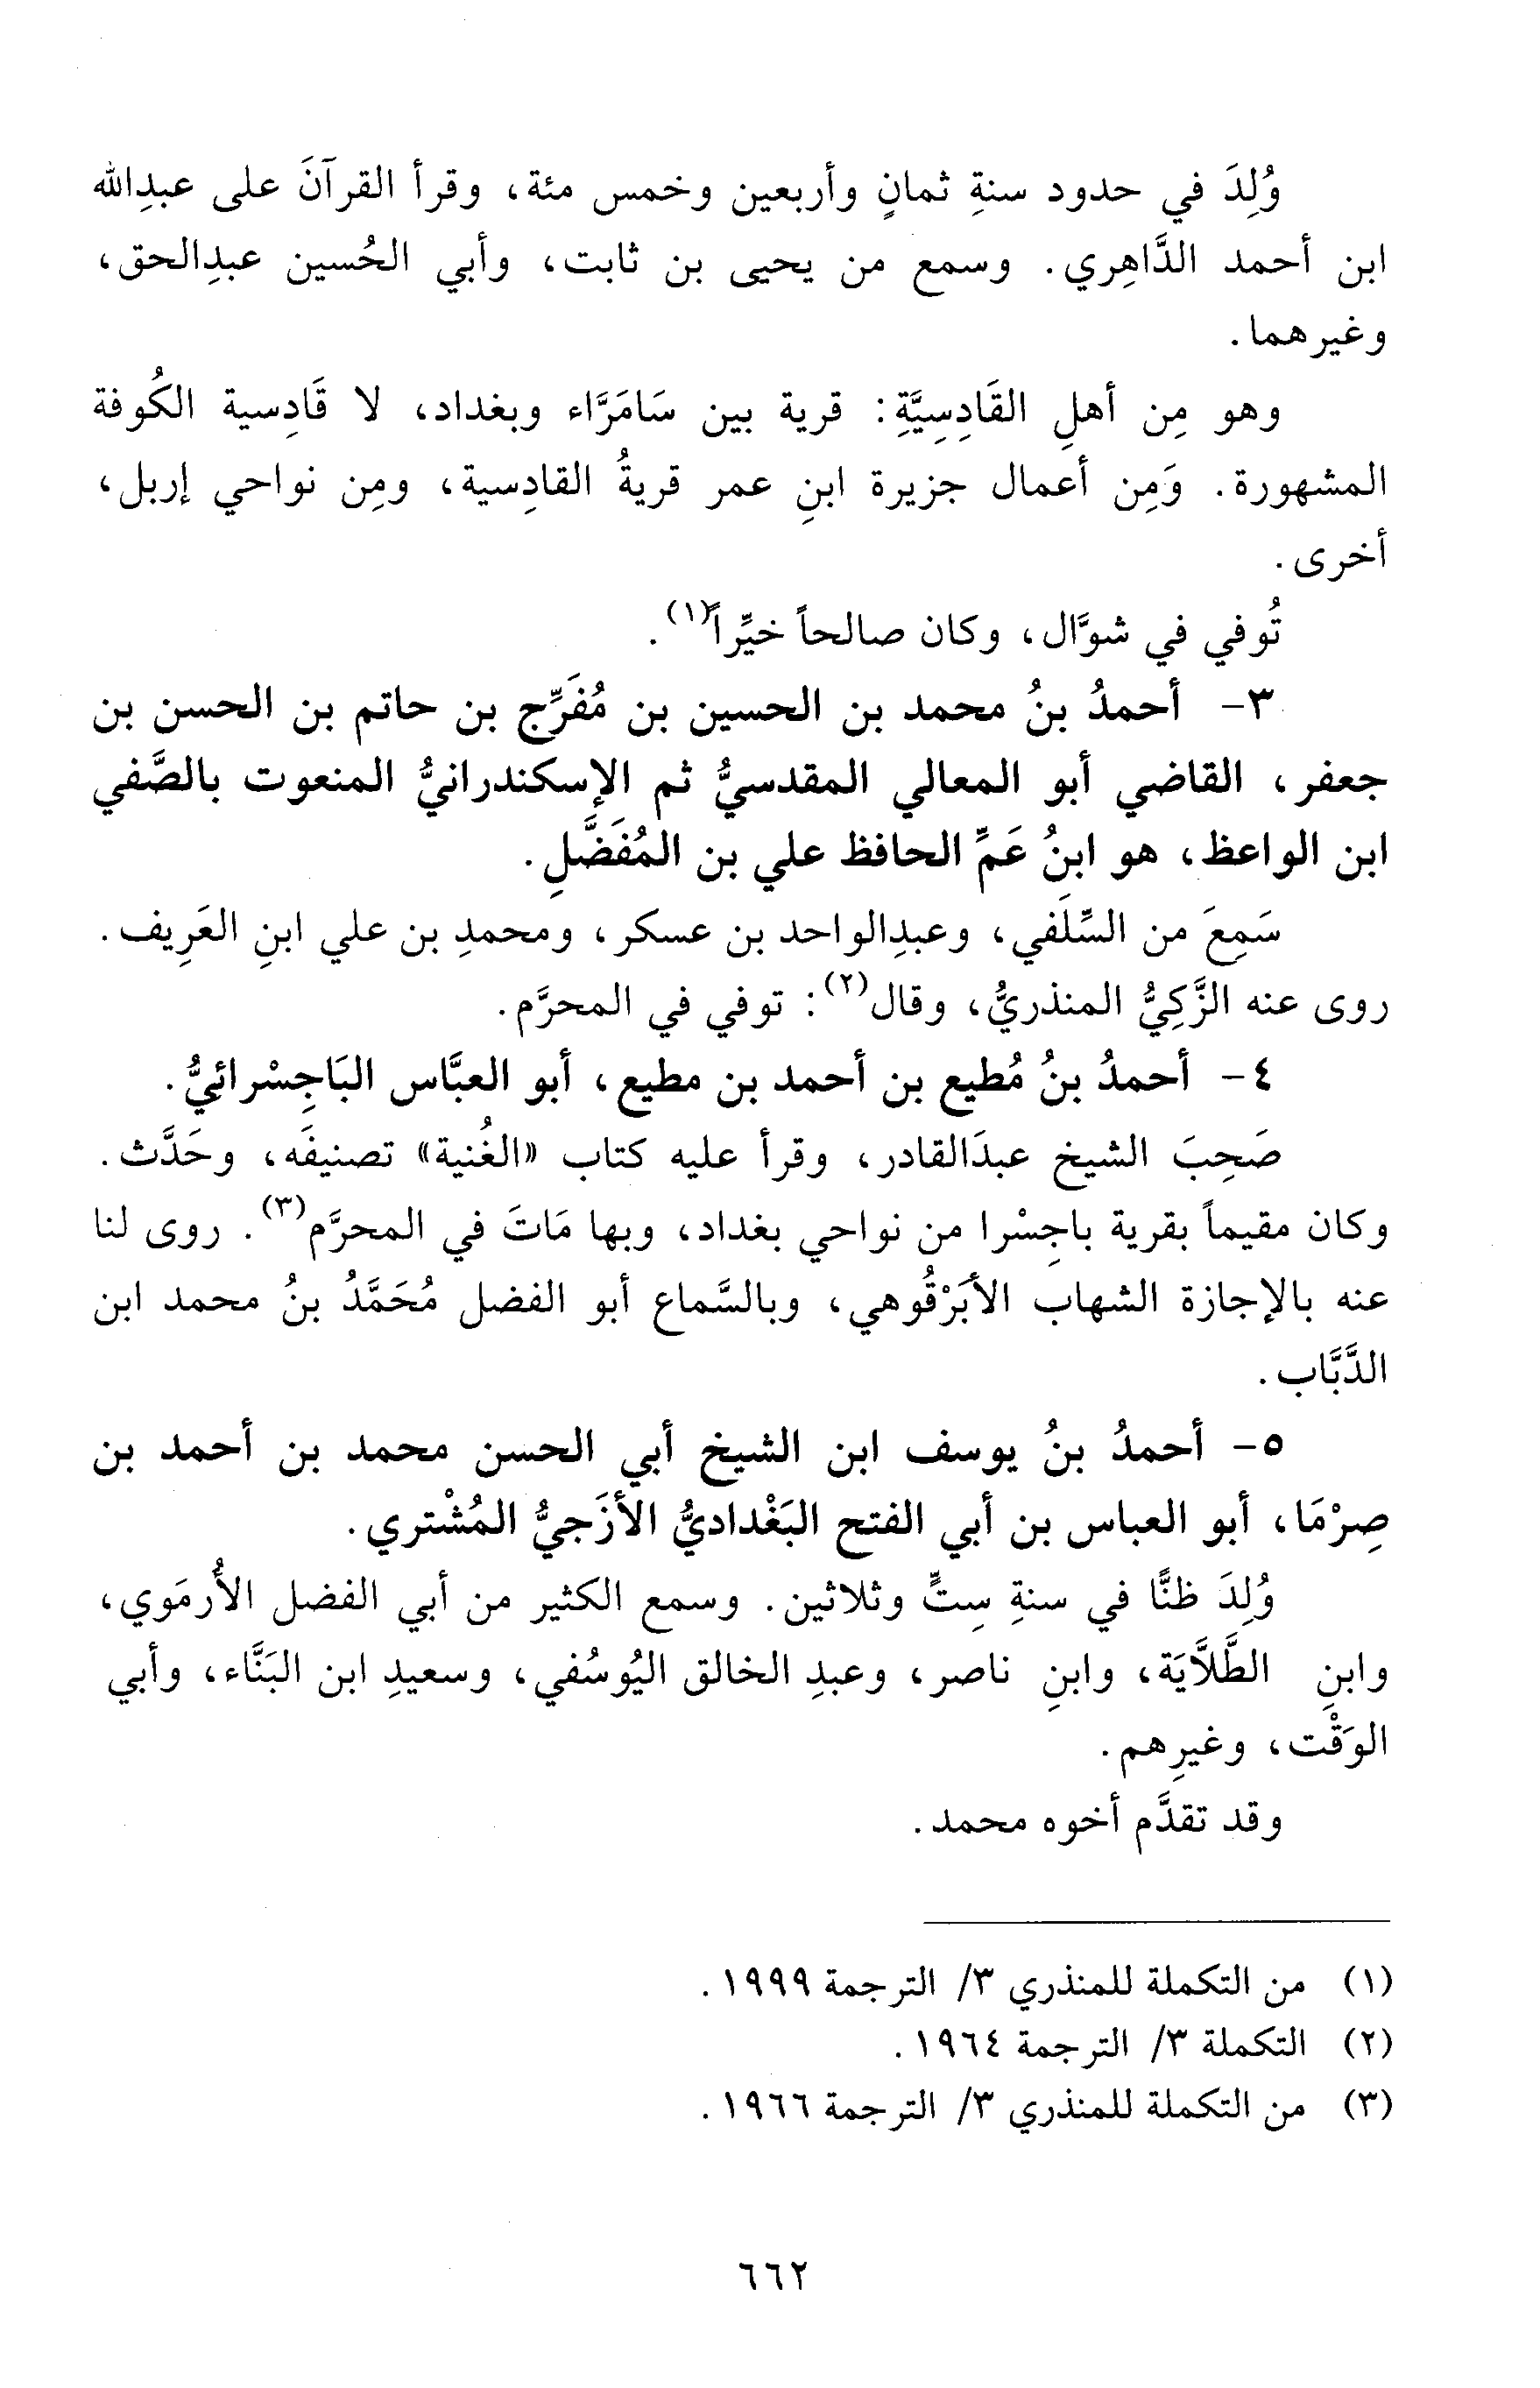 وُلِدَ في حدود سنةِ ثمانٍ وأربعين وخمس مئة، وقرأ القرآنَ على عبدِالله
ابن أحمد الدَّاهِري. وسمع من يحيى بن ثابت، وأبي الحُسين عبدِالحق،
وغيرهما.
وهو مِن أهلِ القَادِسِيَّةِ: قرية بين سَامَرَّاء وبغداد، لا قَادِسية الكُوفة
المشهورة. وَمِن أعمال جزيرة ابنِ عمر قريةُ القادِسية، ومِن نواحي إربل،
أخرى.
تُوفي في شوَّال، وكان صالحاً خيِّراً(١).
٣- أحمدُ بنُ محمد بن الحسين بن مُفَرِّج بن حاتم بن الحسن بن
جعفر، القاضي أبو المعالي المقدسيُّ ثم الإسكندرانيُّ المنعوت بالصَّفي
ابن الواعظ، هو ابنُ عَمِّ الحافظ علي بن المُفَضَّلِ.
سَمِعَ من السِّلَفي، وعبدِالواحد بن عسكر، ومحمدِ بن علي ابنِ العَرِيف.
روى عنه الزَّكِيُّ المنذريُّ، وقال(٢): توفي في المحرَّم.
٤- أحمدُ بنُ مُطيع بن أحمد بن مطيع، أبو العبَّاس البَاجِسْرائيُّ.
صَحِبَ الشيخ عبدَالقادر، وقرأ عليه كتاب «الغُنية» تصنيفَه، وحَدَّث.
وكان مقيماً بقرية باجِسْرا من نواحي بغداد، وبها مَاتَ في المحرَّم(٣). روى لنا
عنه بالإجازة الشهاب الأبَرْقُوهي، وبالسَّماع أبو الفضل مُحَمَّدُ بنُ محمد ابن
الدَّبَّاب.
٥- أحمدُ بنُ يوسف ابن الشيخ أبي الحسن محمد بن أحمد بن
صِرْمَا، أبو العباس بن أبي الفتح البَغْداديُّ الأزَجيُّ المُشْتري.
وُلِدَ ظنًّا في سنةِ سِتٍّ وثلاثين. وسمع الكثير من أبي الفضل الأُرمَوي،
وابنِ الطَّلَّايَة، وابنِ ناصر، وعبدِ الخالق اليُوسُفي، وسعيدِ ابن البَنَّاء، وأبي
الوَقْت، وغيرِهم.
وقد تقدَّم أخوه محمد.
(١) من التكملة للمنذري ٣/ الترجمة ١٩٩٩.
(٢) التكملة ٣/ الترجمة ١٩٦٤.
(٣) من التكملة للمنذري ٣/ الترجمة ١٩٦٦.
٦٦٢